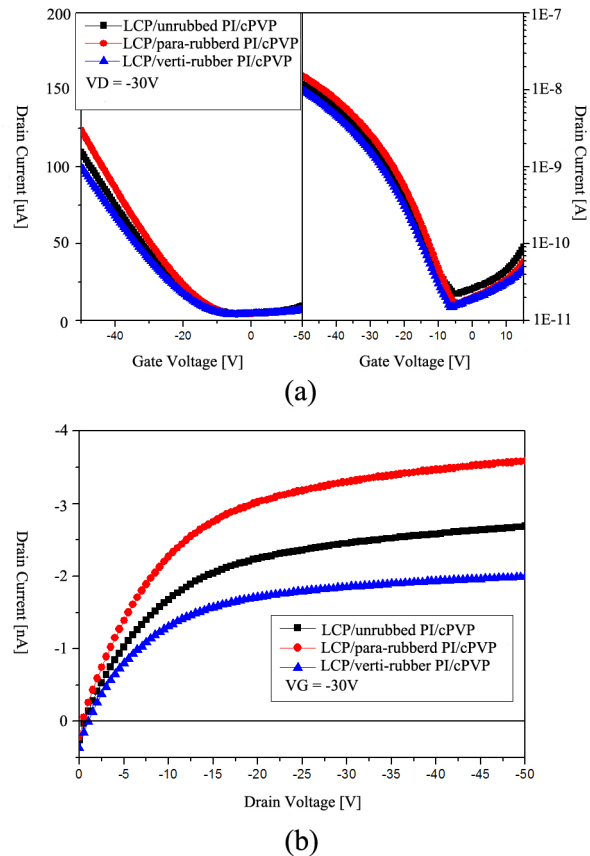 200
150
100
50
0
Drain Current
[uA]
LCP/unrubbed PI/cPVP
LCP/para-rubberd PI/cPVP
LCP/verti-rubber PI/cPVP
VD = -30V
-40 -20 0
Gate Voltage [V]
1E-7
1E-8
1E-9
1E-10
1E-11
Drain Current [A]
-50 -40 -30 -20 -10 0 10
Gate Voltage [V]
(a)
-4
-3
-2
-1
0
Drain Current [nA]
LCP/unrubbed PI/cPVP
LCP/para-rubberd PI/cPVP
LCP/verti-rubber PI/cPVP
VG = -30V
0 -5 -10 -15 -20 -25 -30 -35 -40 -45 -50
Drain Voltage [V]
(b)